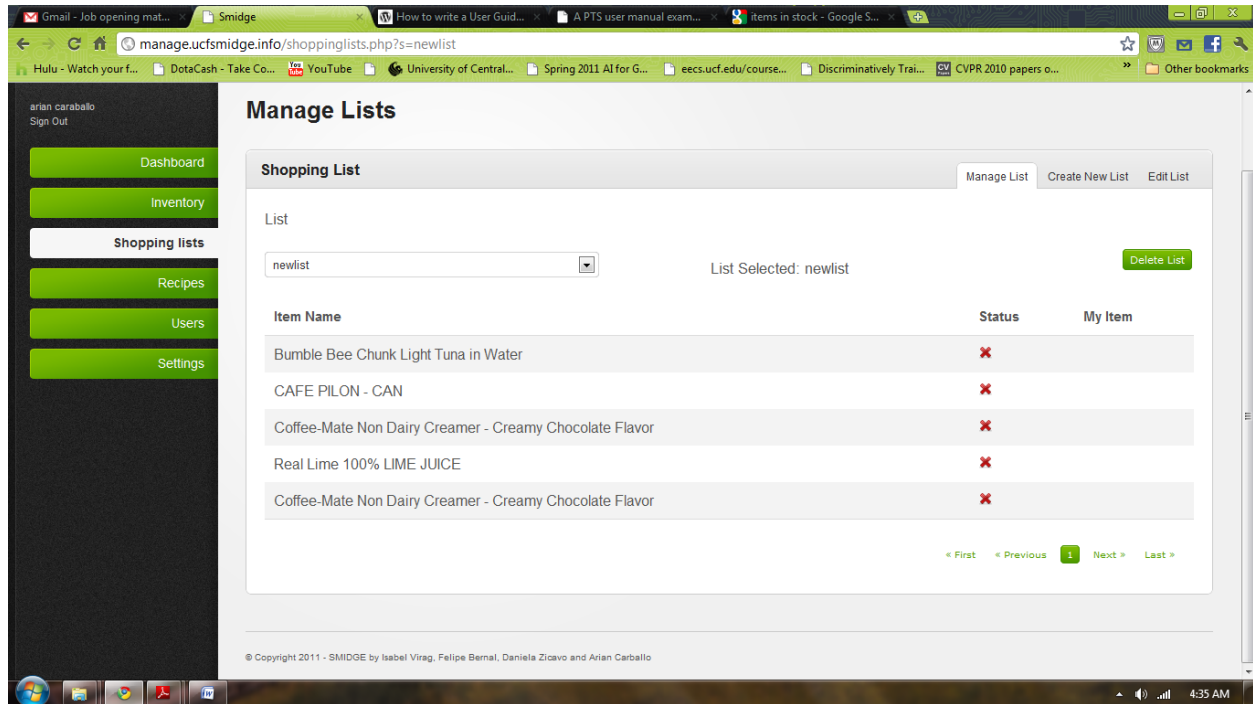 Gmail - Job opening mat... Smidge How to write a User Guid... A PTS user manual exam... items in stock - Google S...
manage.ucfsmidge.info/shoppinglists.php?s=newlist
Hulu - Watch your f... DotaCash - Take Co... YouTube University of Central... Spring 2011 AI for G... eecs.ucf.edu/course... Discriminatively Trai... CV CVPR 2010 papers o... » Other bookmarks
arian caraballo
Sign Out
Dashboard
Inventory
Shopping lists
Recipes
Users
Settings
Manage Lists
Shopping List Manage List Create New List Edit List
List
newlist List Selected: newlist Delete List
Item Name Status My Item
Bumble Bee Chunk Light Tuna in Water
CAFE PILON - CAN
Coffee-Mate Non Dairy Creamer - Creamy Chocolate Flavor
Real Lime 100% LIME JUICE
Coffee-Mate Non Dairy Creamer - Creamy Chocolate Flavor
« First « Previous 1 Next » Last »
© Copyright 2011 - SMIDGE by Isabel Virag, Felipe Bernal, Daniela Zicavo and Arian Carballo
4:35 AM